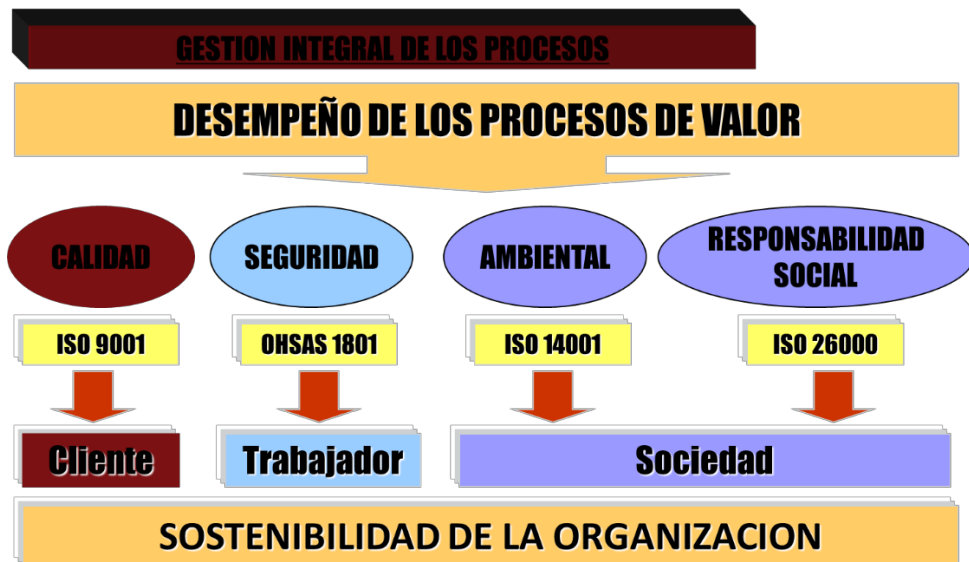 GESTION INTEGRAL DE LOS PROCESOS
DESEMPEÑO DE LOS PROCESOS DE VALOR
CALIDAD
SEGURIDAD
AMBIENTAL
RESPONSABILIDAD
SOCIAL
ISO 9001
OHSAS 1801
ISO 14001
ISO 26000
Cliente
Trabajador
Sociedad
SOSTENIBILIDAD DE LA ORGANIZACION